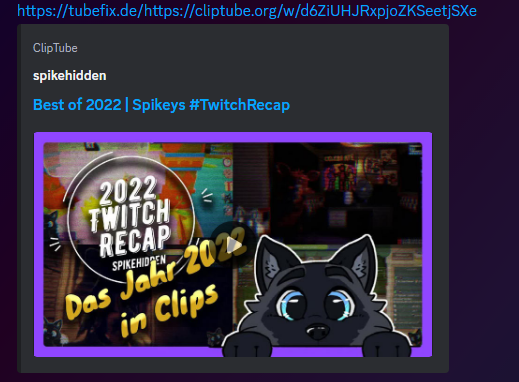 https://tubefix.de/https://cliptube.org/w/d6ZiUHJRxpjoZKSeetjSXe
ClipTube
spikehidden
Best of 2022 | Spikeys #TwitchRecap
2022
TWITCH
RECAP
SPIKEHIDDEN
Das Jahr 2022
in Clips